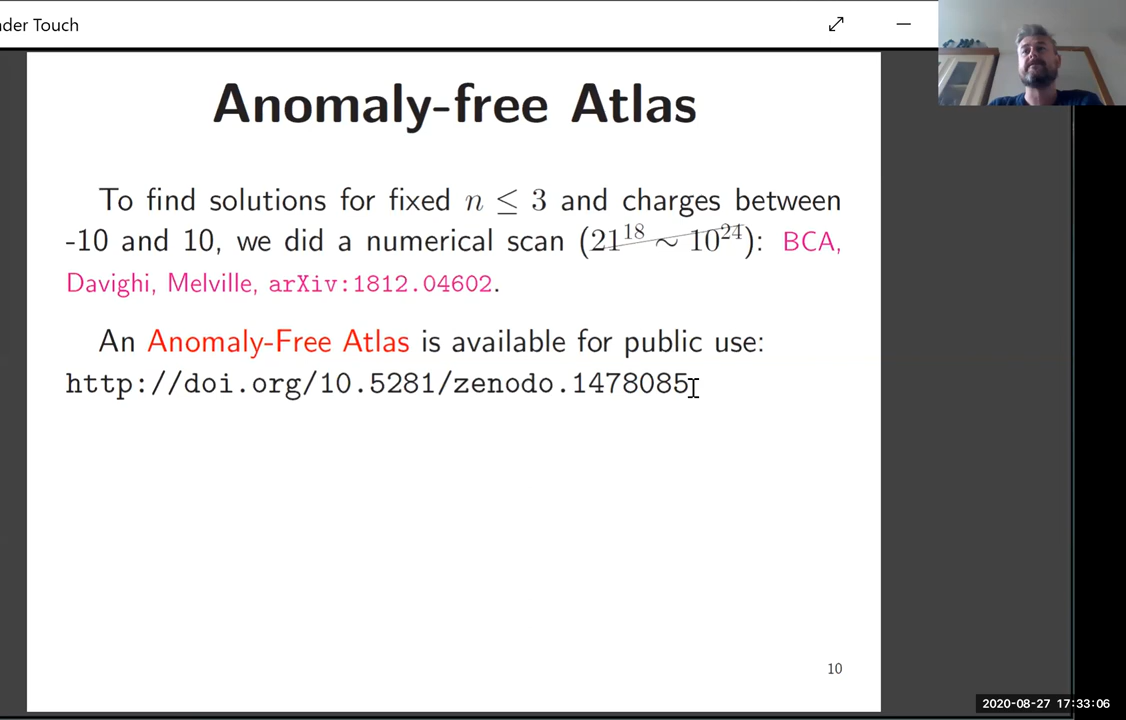 der Touch
Anomaly-free Atlas
To find solutions for fixed n ≤ 3 and charges between
-10 and 10, we did a numerical scan (21^18 ∼ 10^24): BCA,
Davighi, Melville, arXiv:1812.04602.
An Anomaly-Free Atlas is available for public use:
http://doi.org/10.5281/zenodo.1478085
10
2020-08-27 17:33:06